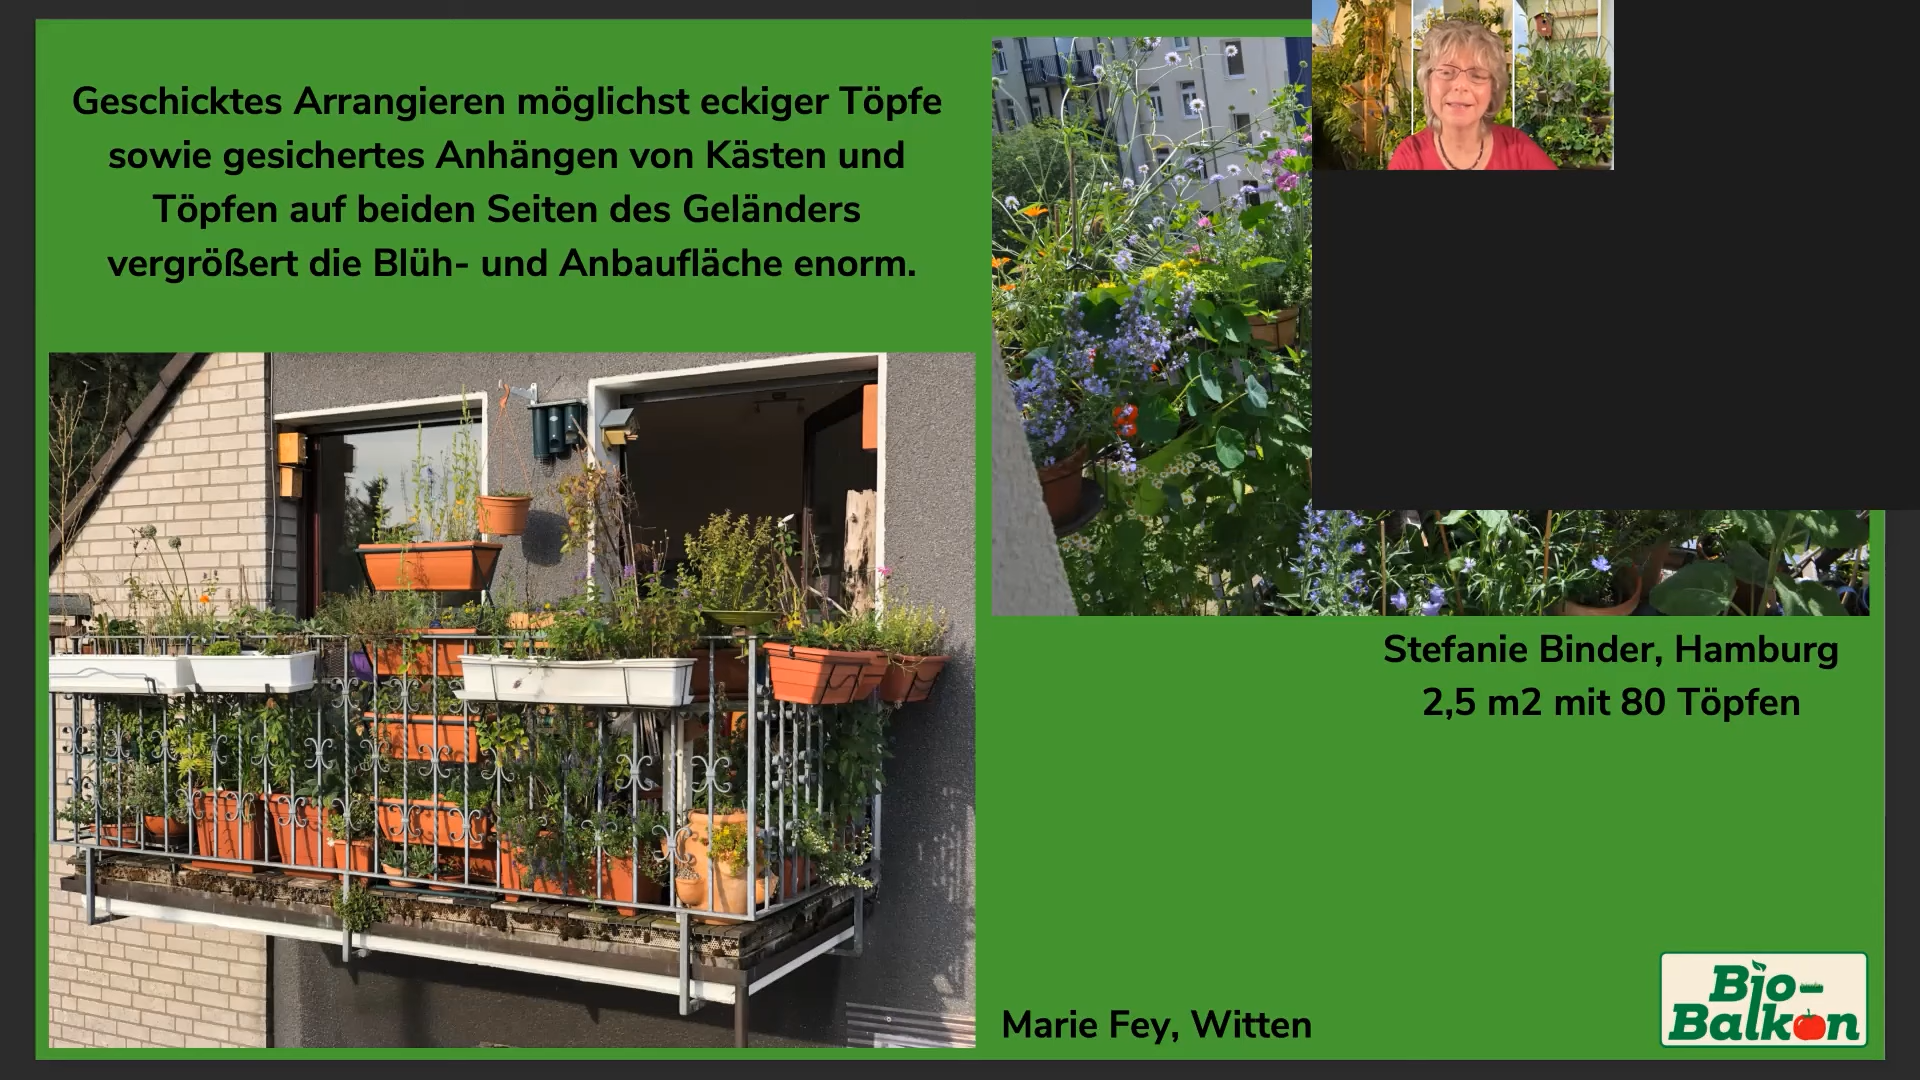 Geschicktes Arrangieren möglichst eckiger Töpfe
sowie gesichertes Anhängen von Kästen und
Töpfen auf beiden Seiten des Geländers
vergrößert die Blüh- und Anbaufläche enorm.
Stefanie Binder, Hamburg
2,5 m2 mit 80 Töpfen
Marie Fey, Witten
Bio-
Balkon